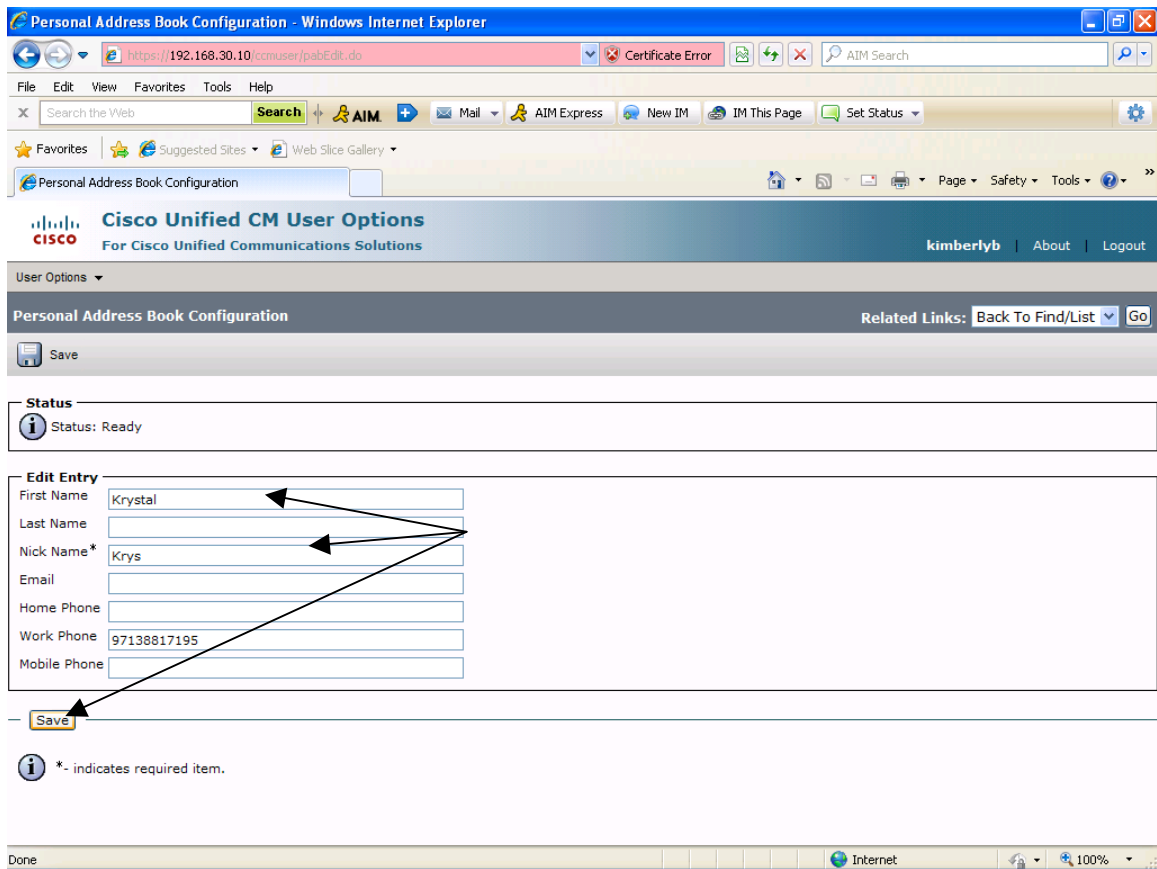 Personal Address Book Configuration - Windows Internet Explorer
https://192.168.30.10/ccmuser/pabEdit.do Certificate Error AIM Search
File Edit View Favorites Tools Help
X Search the Web Search AIM. Mail AIM Express New IM IM This Page Set Status
Favorites Suggested Sites Web Slice Gallery
Personal Address Book Configuration Page Safety Tools »
CISCO
Cisco Unified CM User Options
For Cisco Unified Communications Solutions
kimberlyb | About | Logout
User Options
Personal Address Book Configuration Related Links: Back To Find/List Go
Save
Status
Status: Ready
Edit Entry
First Name Krystal
Last Name
Nick Name* Krys
Email
Home Phone
Work Phone 97138817195
Mobile Phone
Save
*- indicates required item.
Done Internet 100%